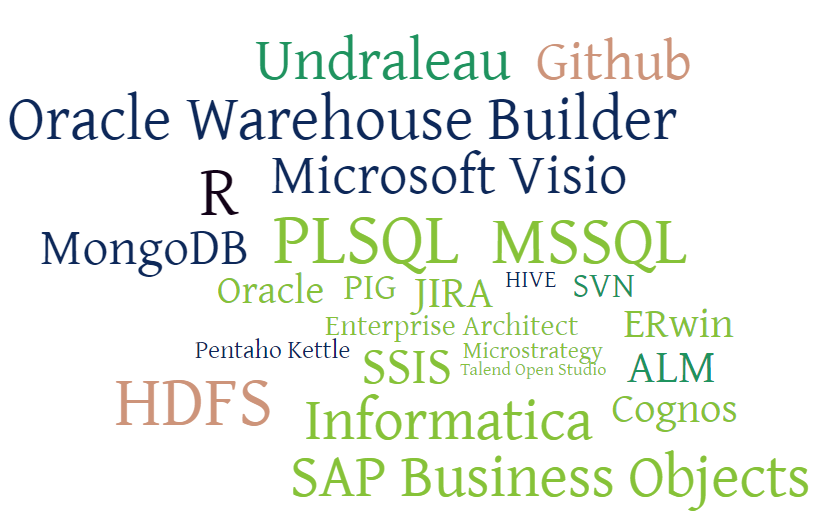 Undraleau Github
Oracle Warehouse Builder
R Microsoft Visio
MongoDB PLSQL MSSQL
Oracle PIG JIRA HIVE SVN
Enterprise Architect ERwin
Pentaho Kettle SSIS Microstrategy
Talend Open Studio ALM
HDFS Informatica Cognos
SAP Business Objects